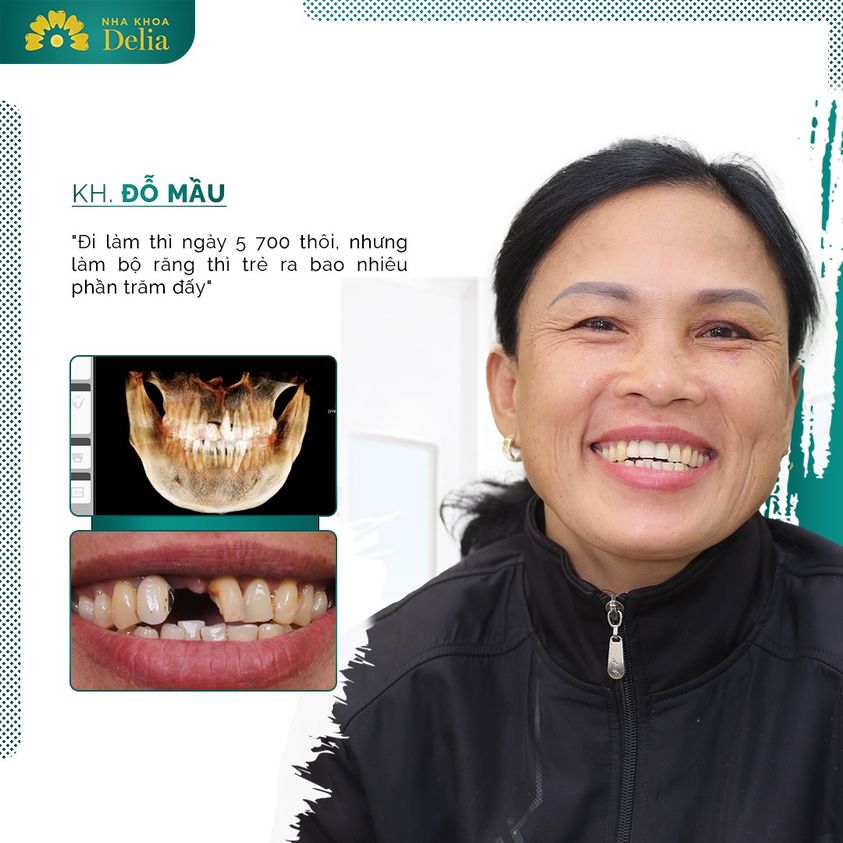 NHA KHOA
Delia
KH. ĐỖ MẦU
"Đi làm thì ngày 5 700 thôi, nhưng
làm bộ răng thì trẻ ra bao nhiêu
phần trăm đấy"